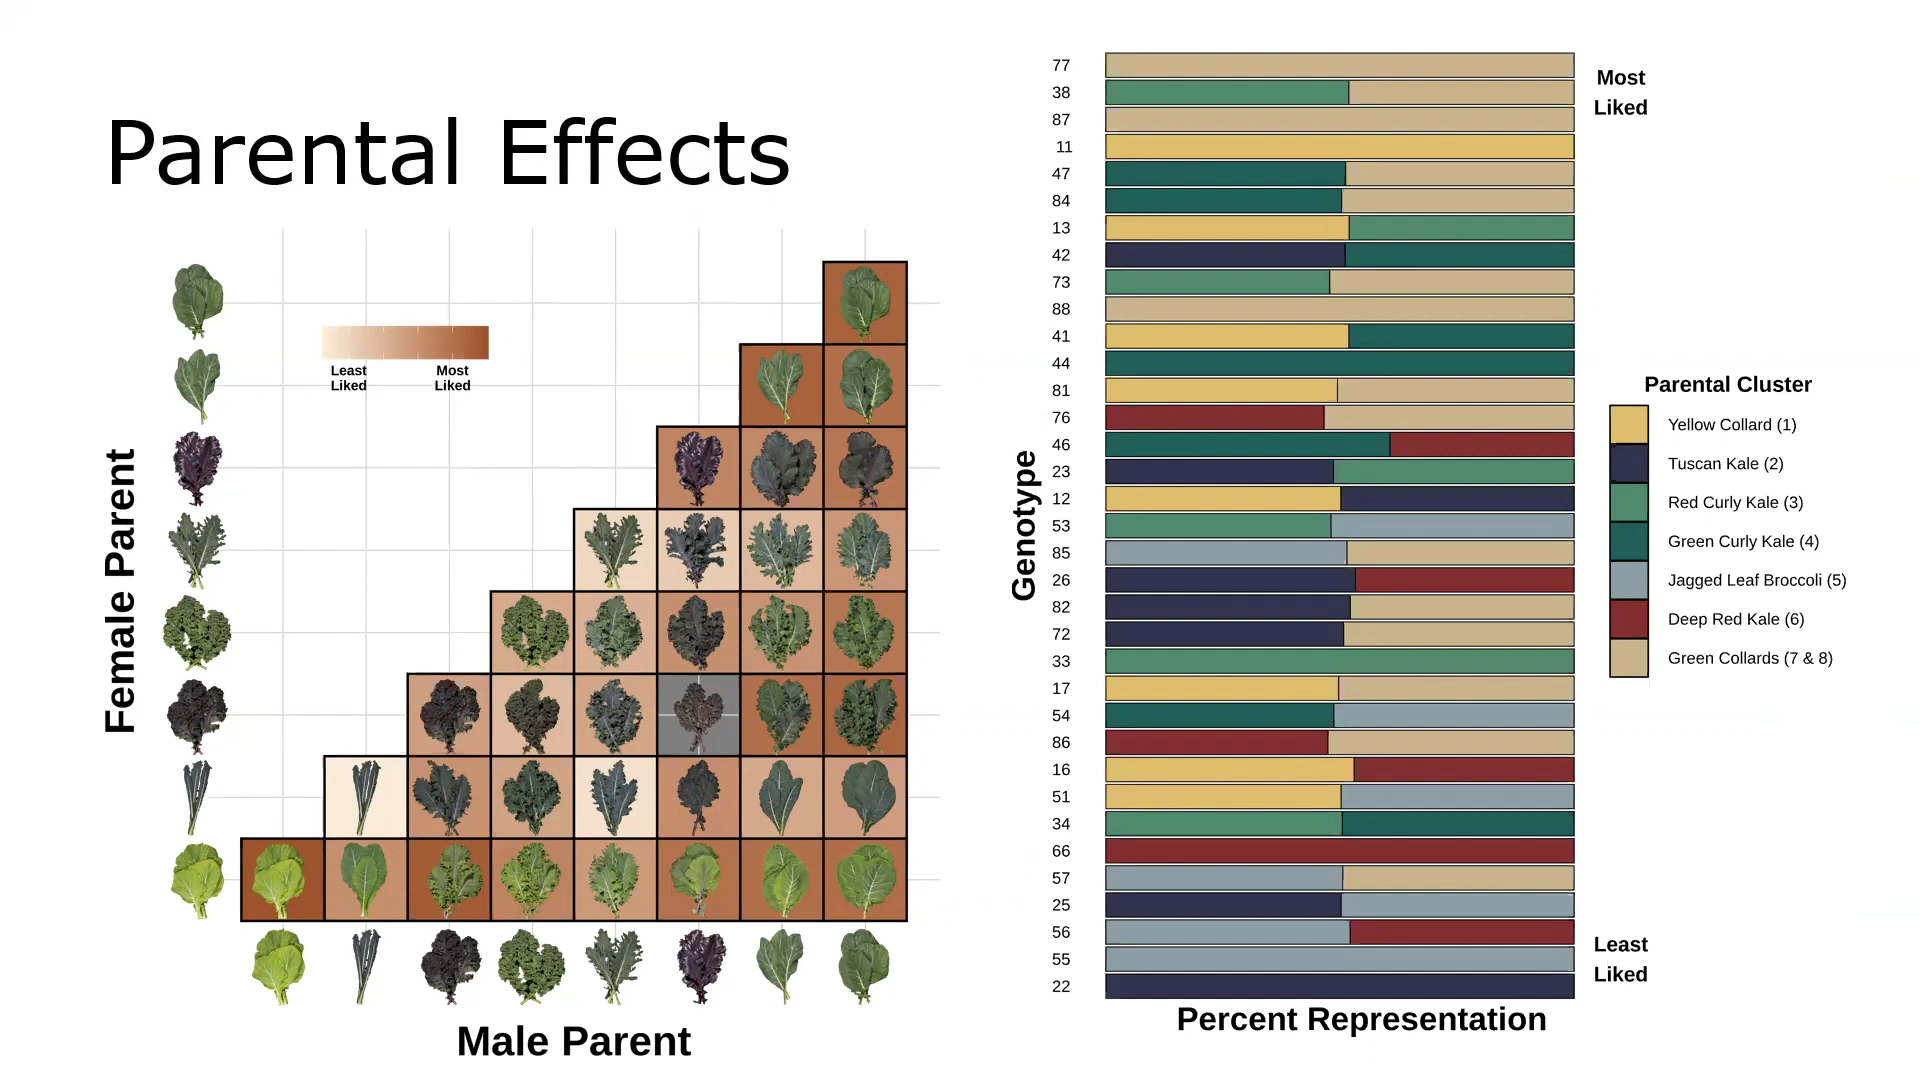 Parental Effects
Least
Liked
Most
Liked
Female Parent
Male Parent
Genotype
77
38
87
11
47
84
13
42
73
88
41
44
81
76
46
23
12
53
85
26
82
72
33
17
54
86
16
51
34
66
57
25
56
55
22
Percent Representation
Most
Liked
Parental Cluster
Yellow Collard (1)
Tuscan Kale (2)
Red Curly Kale (3)
Green Curly Kale (4)
Jagged Leaf Broccoli (5)
Deep Red Kale (6)
Green Collards (7 & 8)
Least
Liked